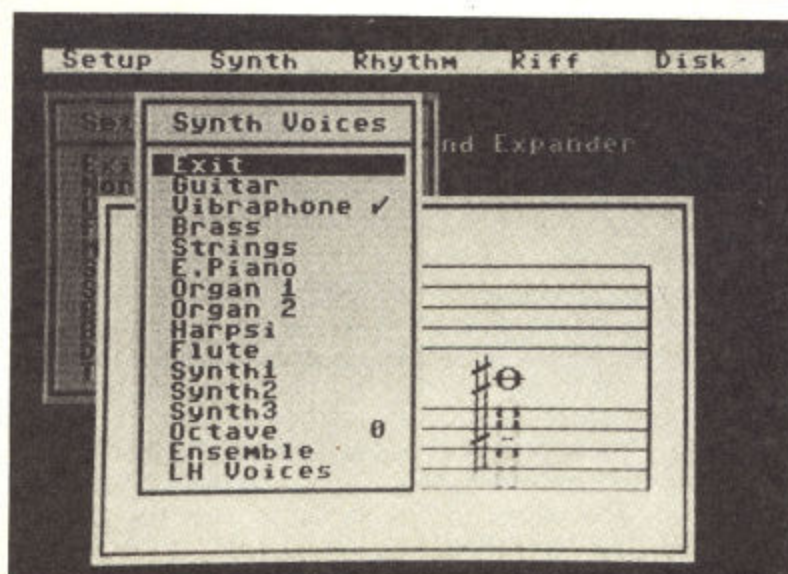 Setup Synth Rhythm Riff Disk
nd Expander
Set
Synth Voices
Exit
Guitar
Vibraphone ✓
Brass
Strings
E.Piano
Organ 1
Organ 2
Harpsi
Flute
Synth1
Synth2
Synth3
Octave 0
Ensemble
LH Voices